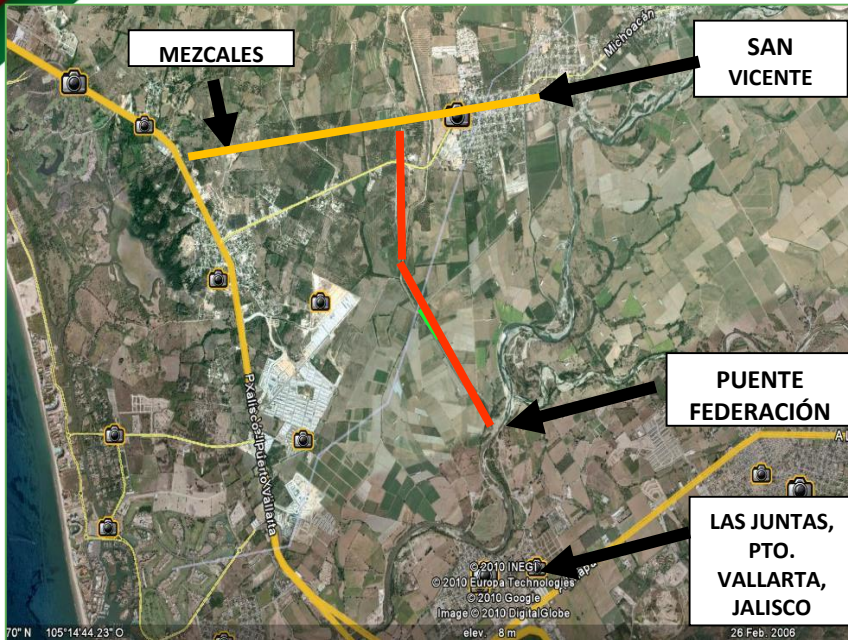 MEZCALES
SAN
VICENTE
Michoacán
PUENTE
FEDERACIÓN
LAS JUNTAS,
PTO.
VALLARTA,
JALISCO
© 2010 INEGI
© 2010 Europa Technologies
© 2010 Google
Image © 2010 DigitalGlobe
70" N 105°14'44.23" O
elev. 8 m
26 Feb. 2006